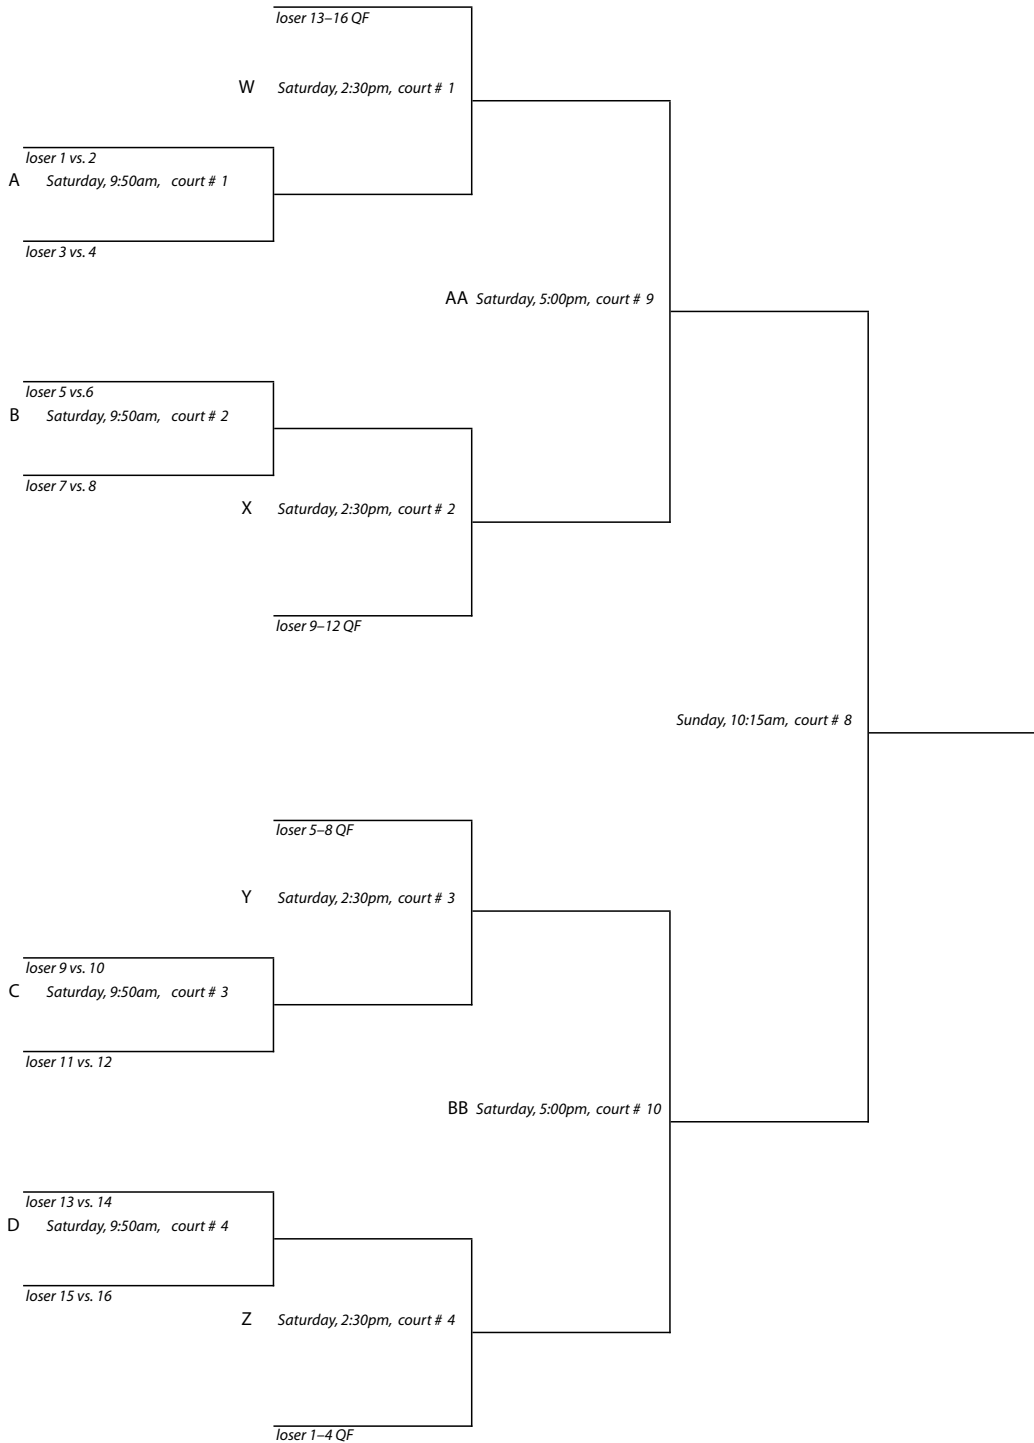 loser 13–16 QF
W Saturday, 2:30pm, court # 1
loser 1 vs. 2
A Saturday, 9:50am, court # 1
loser 3 vs. 4
AA Saturday, 5:00pm, court # 9
loser 5 vs.6
B Saturday, 9:50am, court # 2
loser 7 vs. 8
X Saturday, 2:30pm, court # 2
loser 9–12 QF
Sunday, 10:15am, court # 8
loser 5–8 QF
Y Saturday, 2:30pm, court # 3
loser 9 vs. 10
C Saturday, 9:50am, court # 3
loser 11 vs. 12
BB Saturday, 5:00pm, court # 10
loser 13 vs. 14
D Saturday, 9:50am, court # 4
loser 15 vs. 16
Z Saturday, 2:30pm, court # 4
loser 1–4 QF